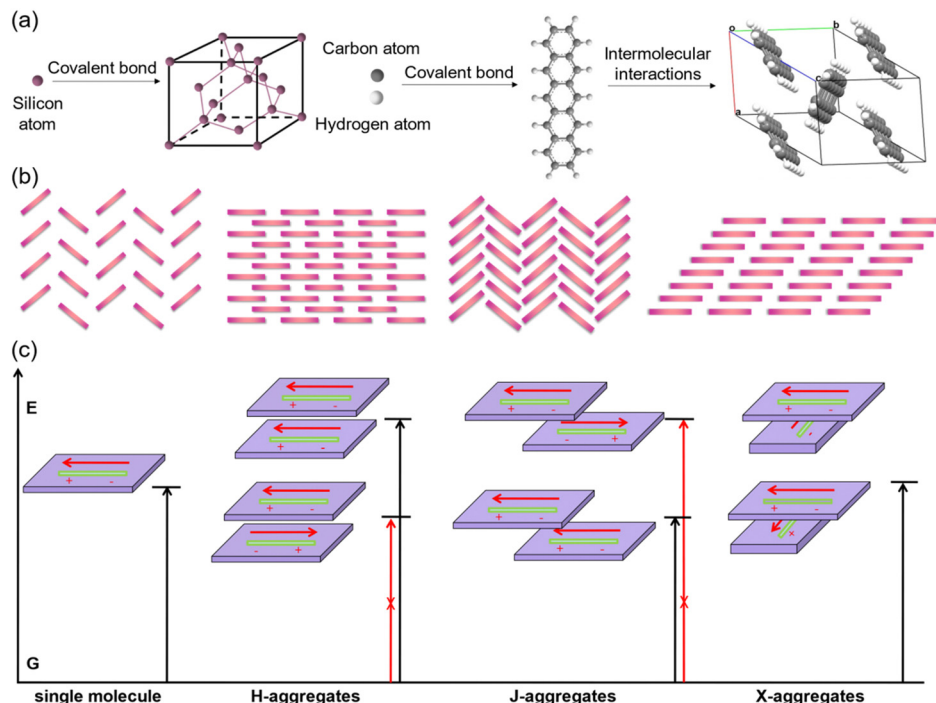 (a)
Covalent bond
Silicon
atom
Carbon atom
Hydrogen atom
Covalent bond
Intermolecular
interactions
o
b
c
a
(b)
(c)
E
+ -
+ -
+ -
+ -
- +
+ -
- +
+ -
+ -
+ -
-
+ -
+
G
single molecule
H-aggregates
J-aggregates
X-aggregates